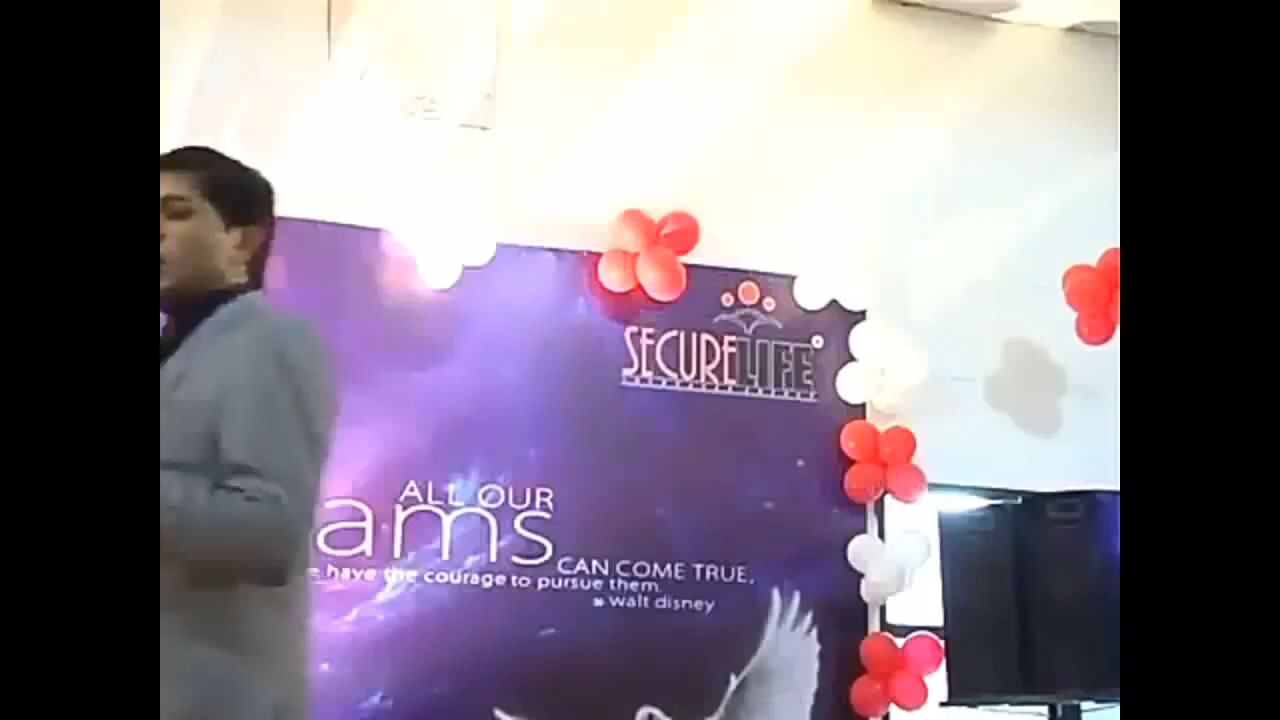 SECURELIFE
ALL OUR
ams
CAN COME TRUE,
have the courage to pursue them
» walt disney